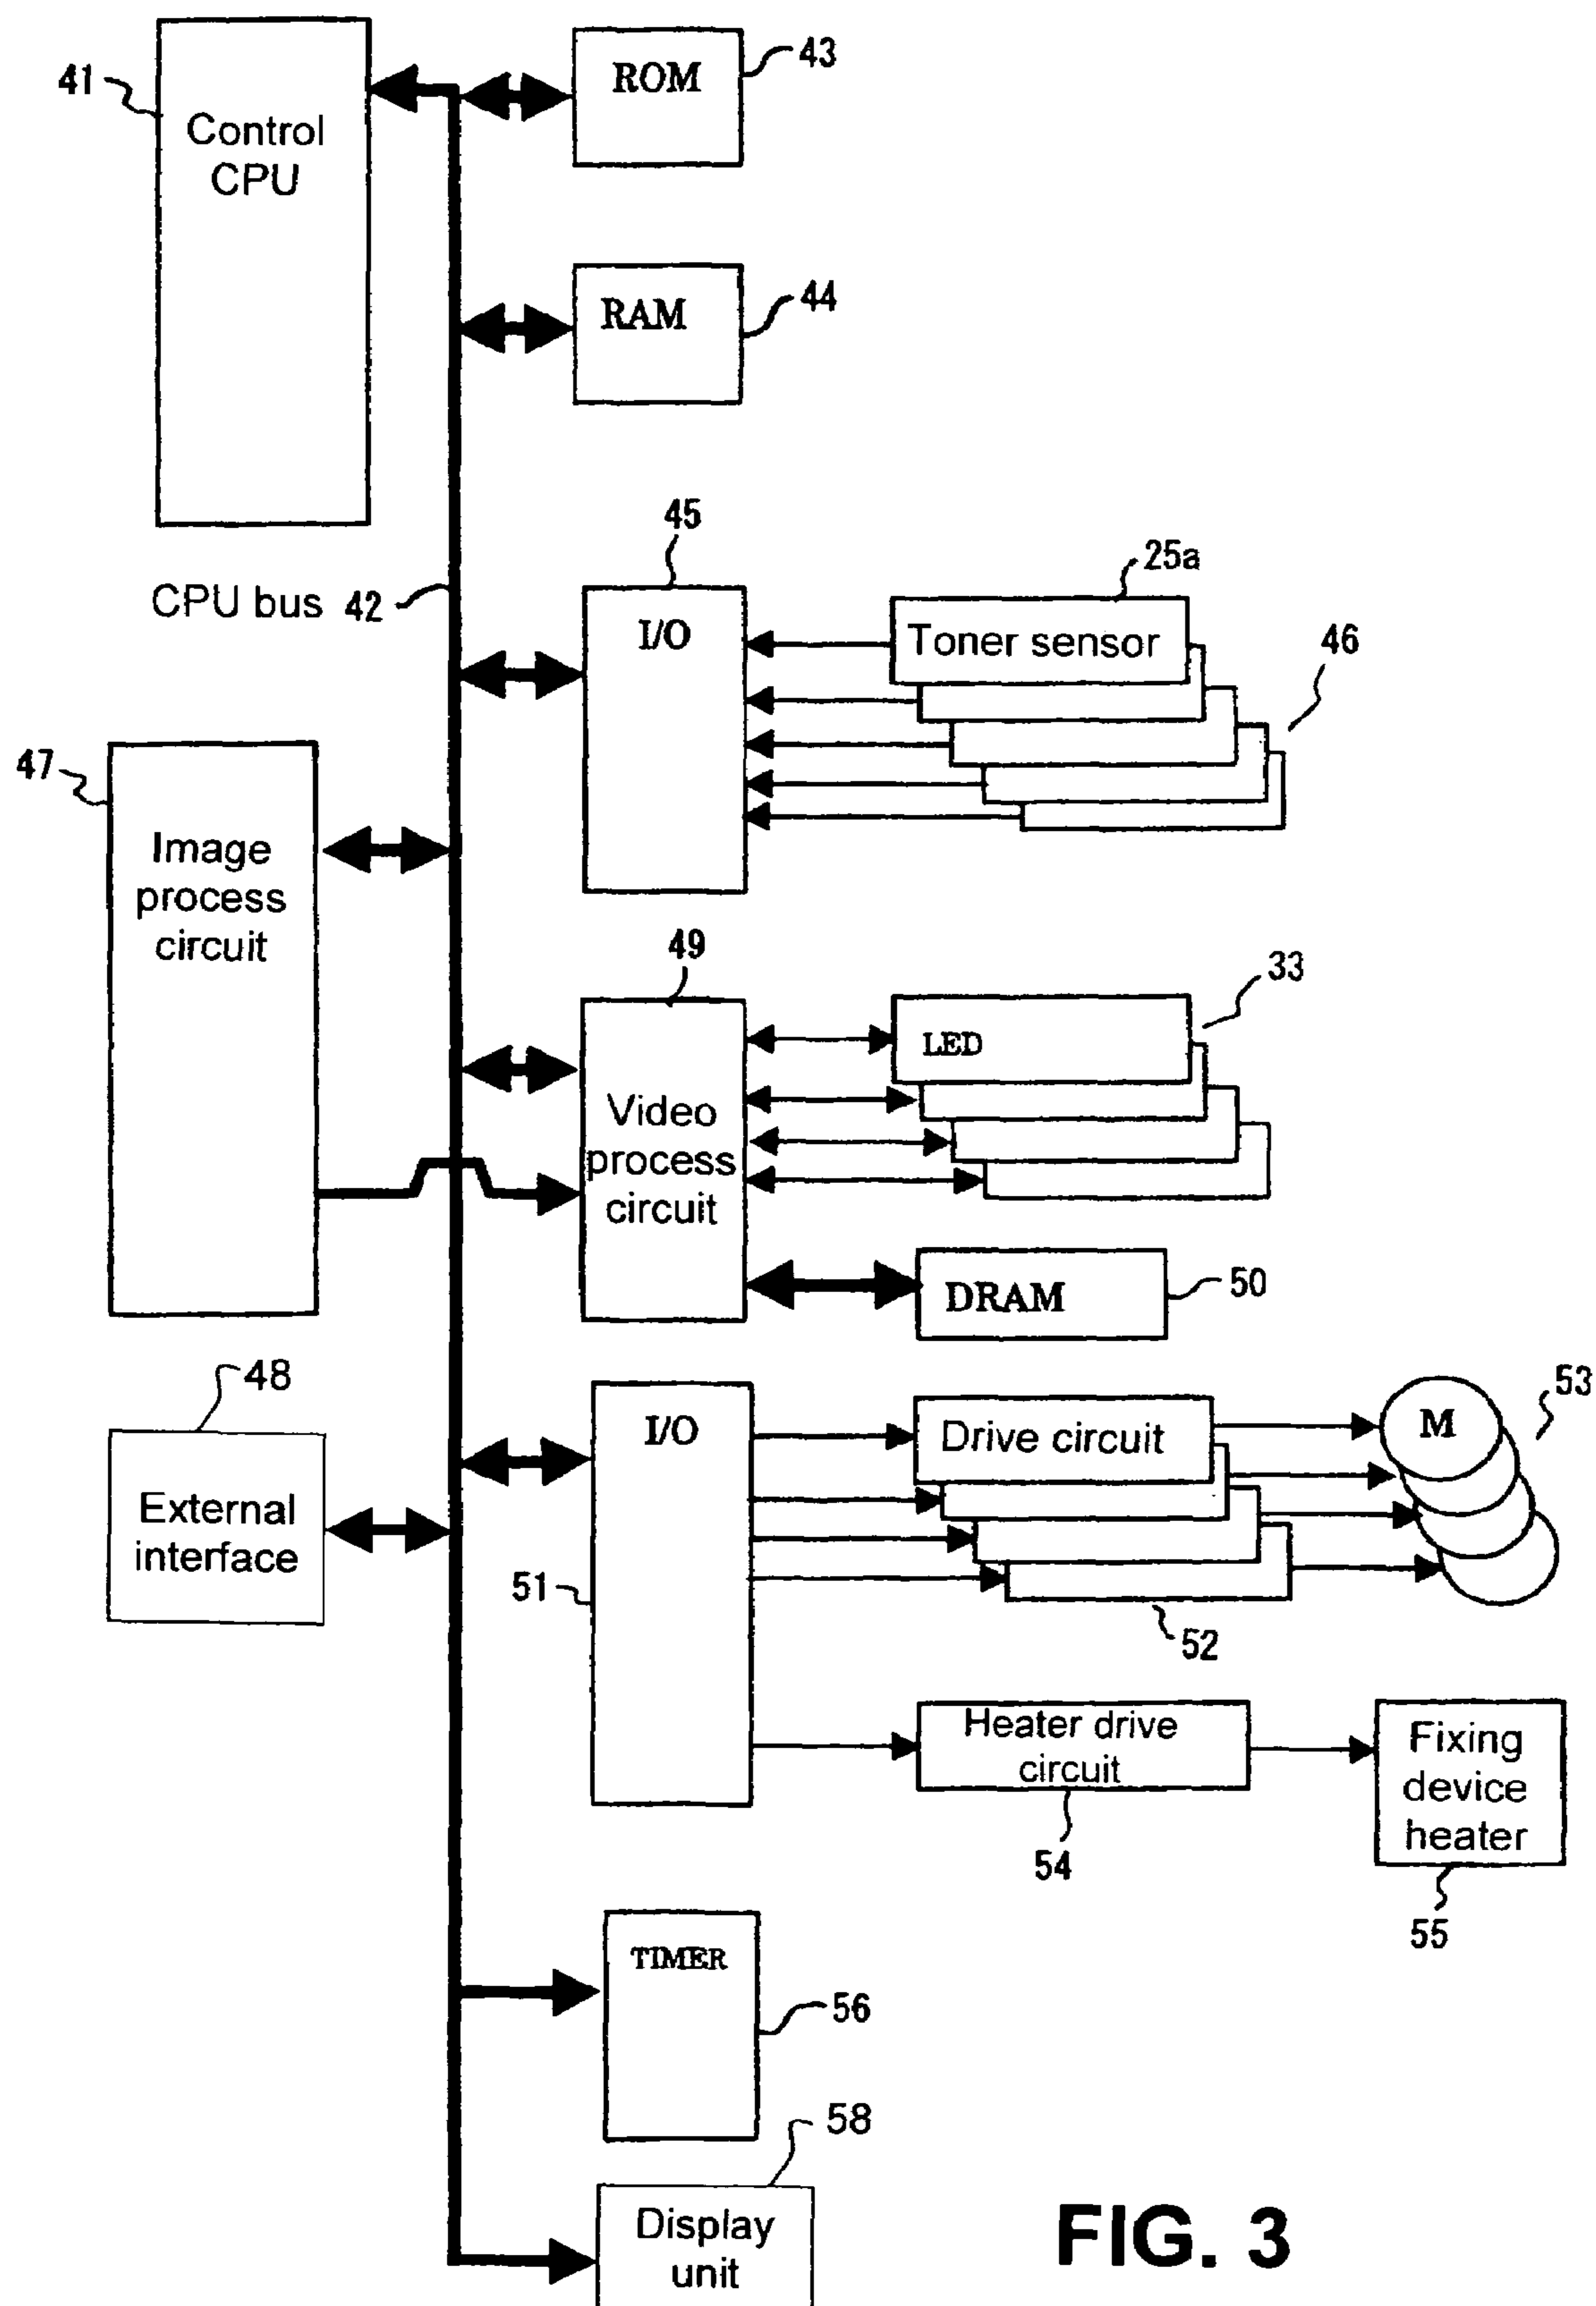 41
Control
CPU
ROM
43
RAM
44
CPU bus 42
45
I/O
25a
Toner sensor
46
47
Image
process
circuit
49
Video
process
circuit
33
LED
DRAM
50
48
External
interface
51
I/O
Drive circuit
M
53
52
Heater drive
circuit
54
Fixing
device
heater
55
TIMER
56
58
Display
unit
FIG. 3